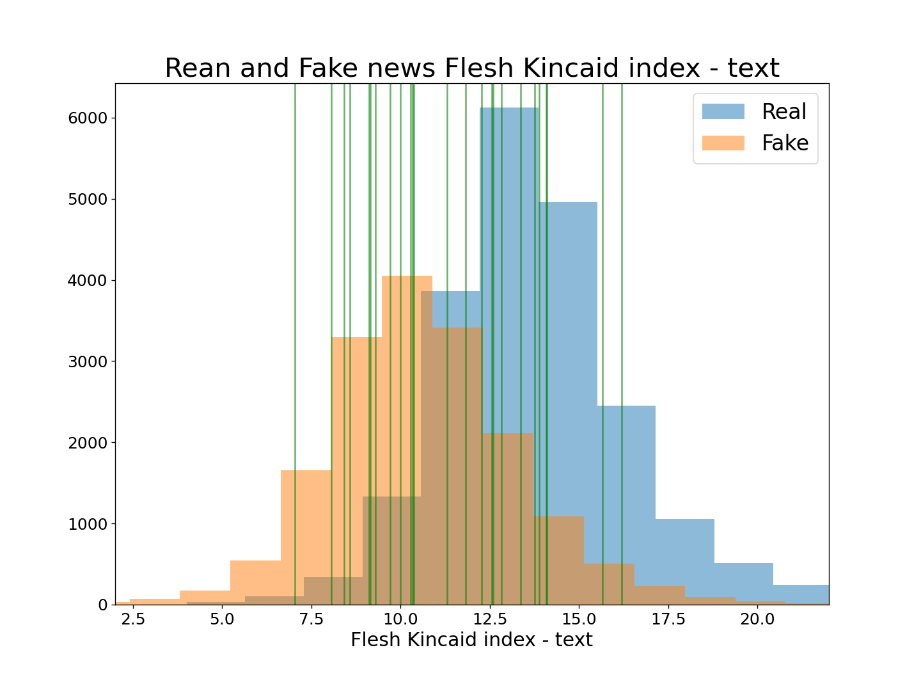 Rean and Fake news Flesh Kincaid index - text
Real
Fake
6000
5000
4000
3000
2000
1000
0
2.5 5.0 7.5 10.0 12.5 15.0 17.5 20.0
Flesh Kincaid index - text